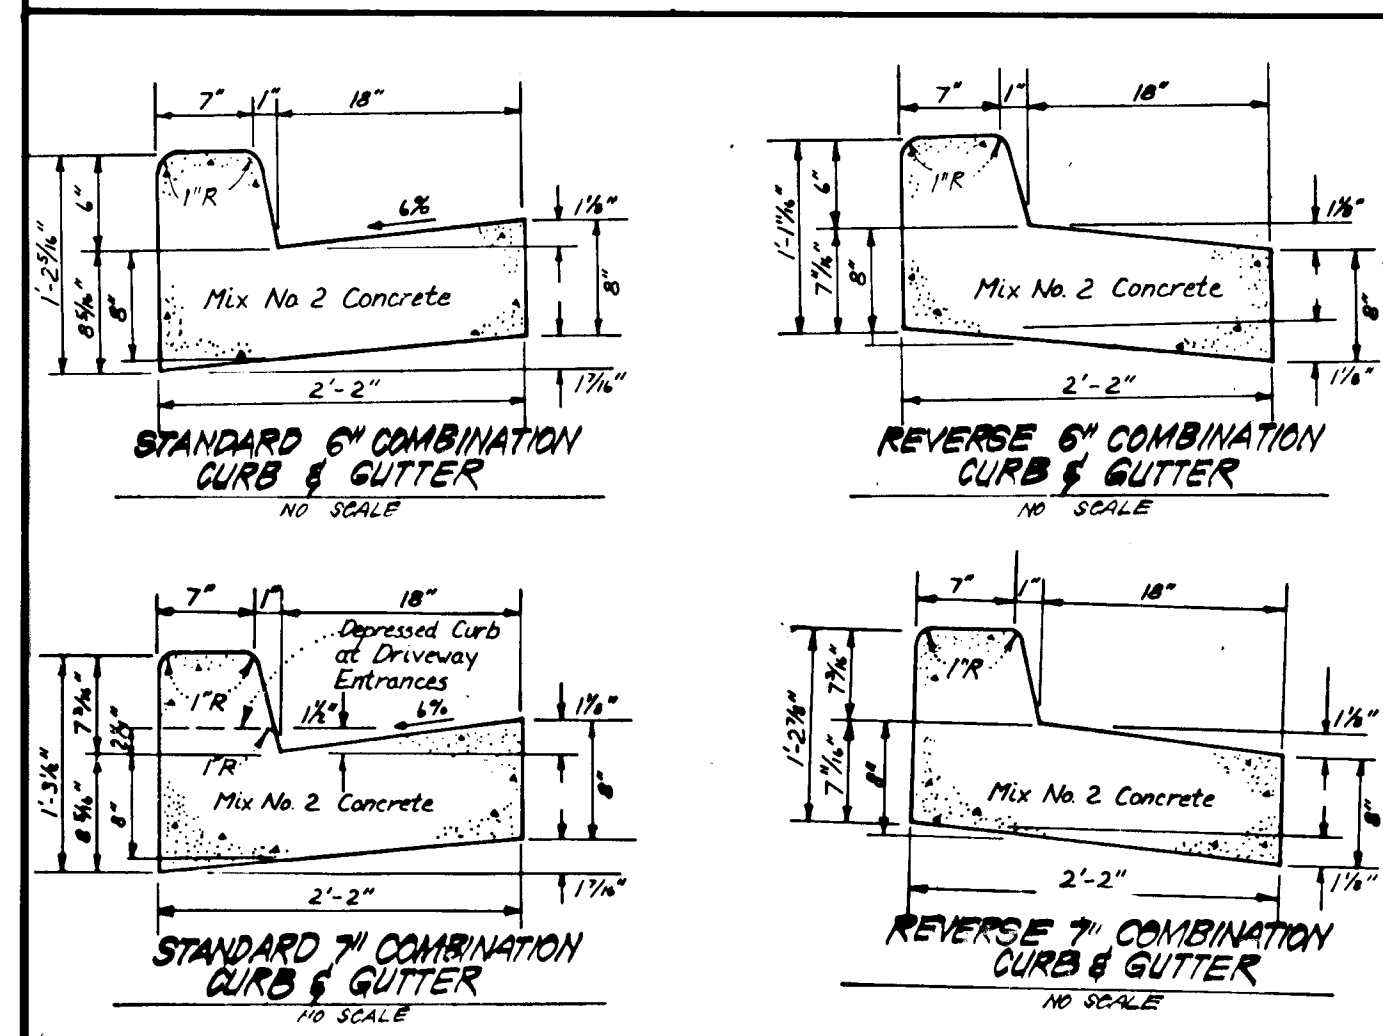 7" 1" 18"
1"R
6%
1 1/8"
6"
1'-2 5/16"
8 5/16"
8"
8"
Mix No. 2 Concrete
1 7/16"
2'-2"
STANDARD 6" COMBINATION
CURB & GUTTER
NO SCALE
7" 1" 18"
1"R
1 1/8"
6"
1'-1 11/16"
7 11/16"
8"
8"
Mix No. 2 Concrete
1 1/8"
2'-2"
REVERSE 6" COMBINATION
CURB & GUTTER
NO SCALE
7" 1" 18"
Depressed Curb
at Driveway
Entrances
1"R
1 1/2"
6%
1 1/8"
7 3/16"
1"R
8 5/16"
8"
8"
Mix No. 2 Concrete
1 7/16"
2'-2"
STANDARD 7" COMBINATION
CURB & GUTTER
NO SCALE
7" 1" 18"
1"R
7 3/16"
1 1/8"
1'-2 7/8"
7 11/16"
8"
8"
Mix No. 2 Concrete
1 1/8"
2'-2"
REVERSE 7" COMBINATION
CURB & GUTTER
NO SCALE